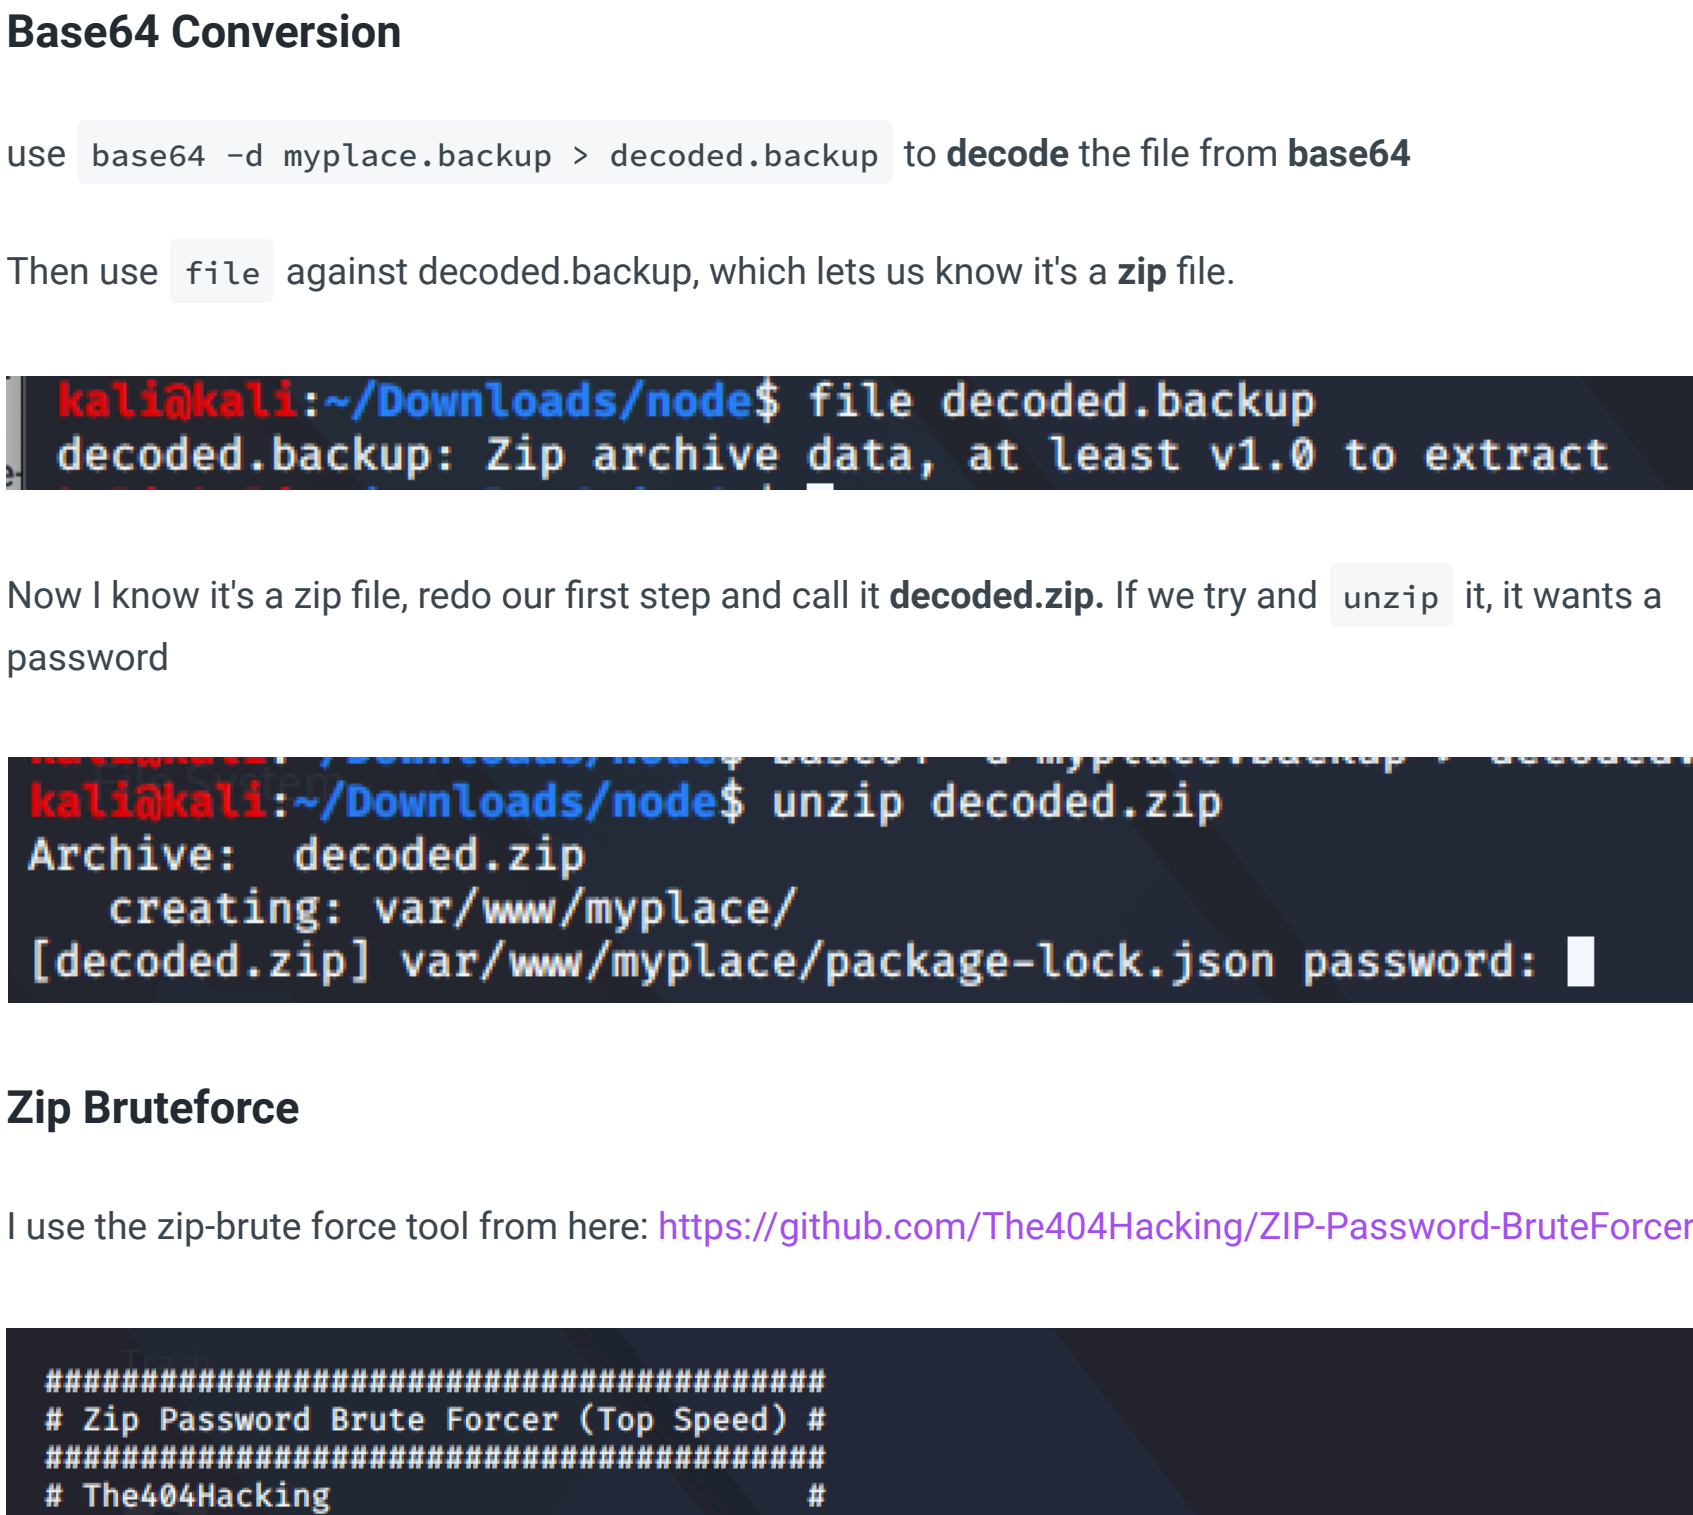 Base64 Conversion
use base64 -d myplace.backup > decoded.backup to decode the file from base64
Then use file against decoded.backup, which lets us know it's a zip file.
kali@kali:~/Downloads/node$ file decoded.backup
decoded.backup: Zip archive data, at least v1.0 to extract
Now I know it's a zip file, redo our first step and call it decoded.zip. If we try and unzip it, it wants a
password
File System
kali@kali:~/Downloads/node$ unzip decoded.zip
Archive:  decoded.zip
   creating: var/www/myplace/
[decoded.zip] var/www/myplace/package-lock.json password:
Zip Bruteforce
I use the zip-brute force tool from here: https://github.com/The404Hacking/ZIP-Password-BruteForcer
Trash
#########################################
# Zip Password Brute Forcer (Top Speed) #
#########################################
# The404Hacking                         #